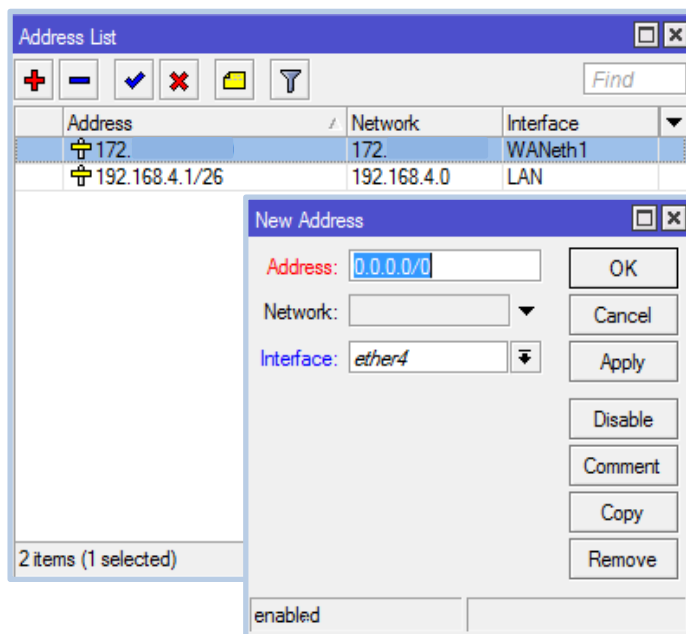 Address List
Find
Address Network Interface
172. 172. WANeth1
192.168.4.1/26 192.168.4.0 LAN
2 items (1 selected)
New Address
Address: 0.0.0.0/0
Network:
Interface: ether4
OK
Cancel
Apply
Disable
Comment
Copy
Remove
enabled